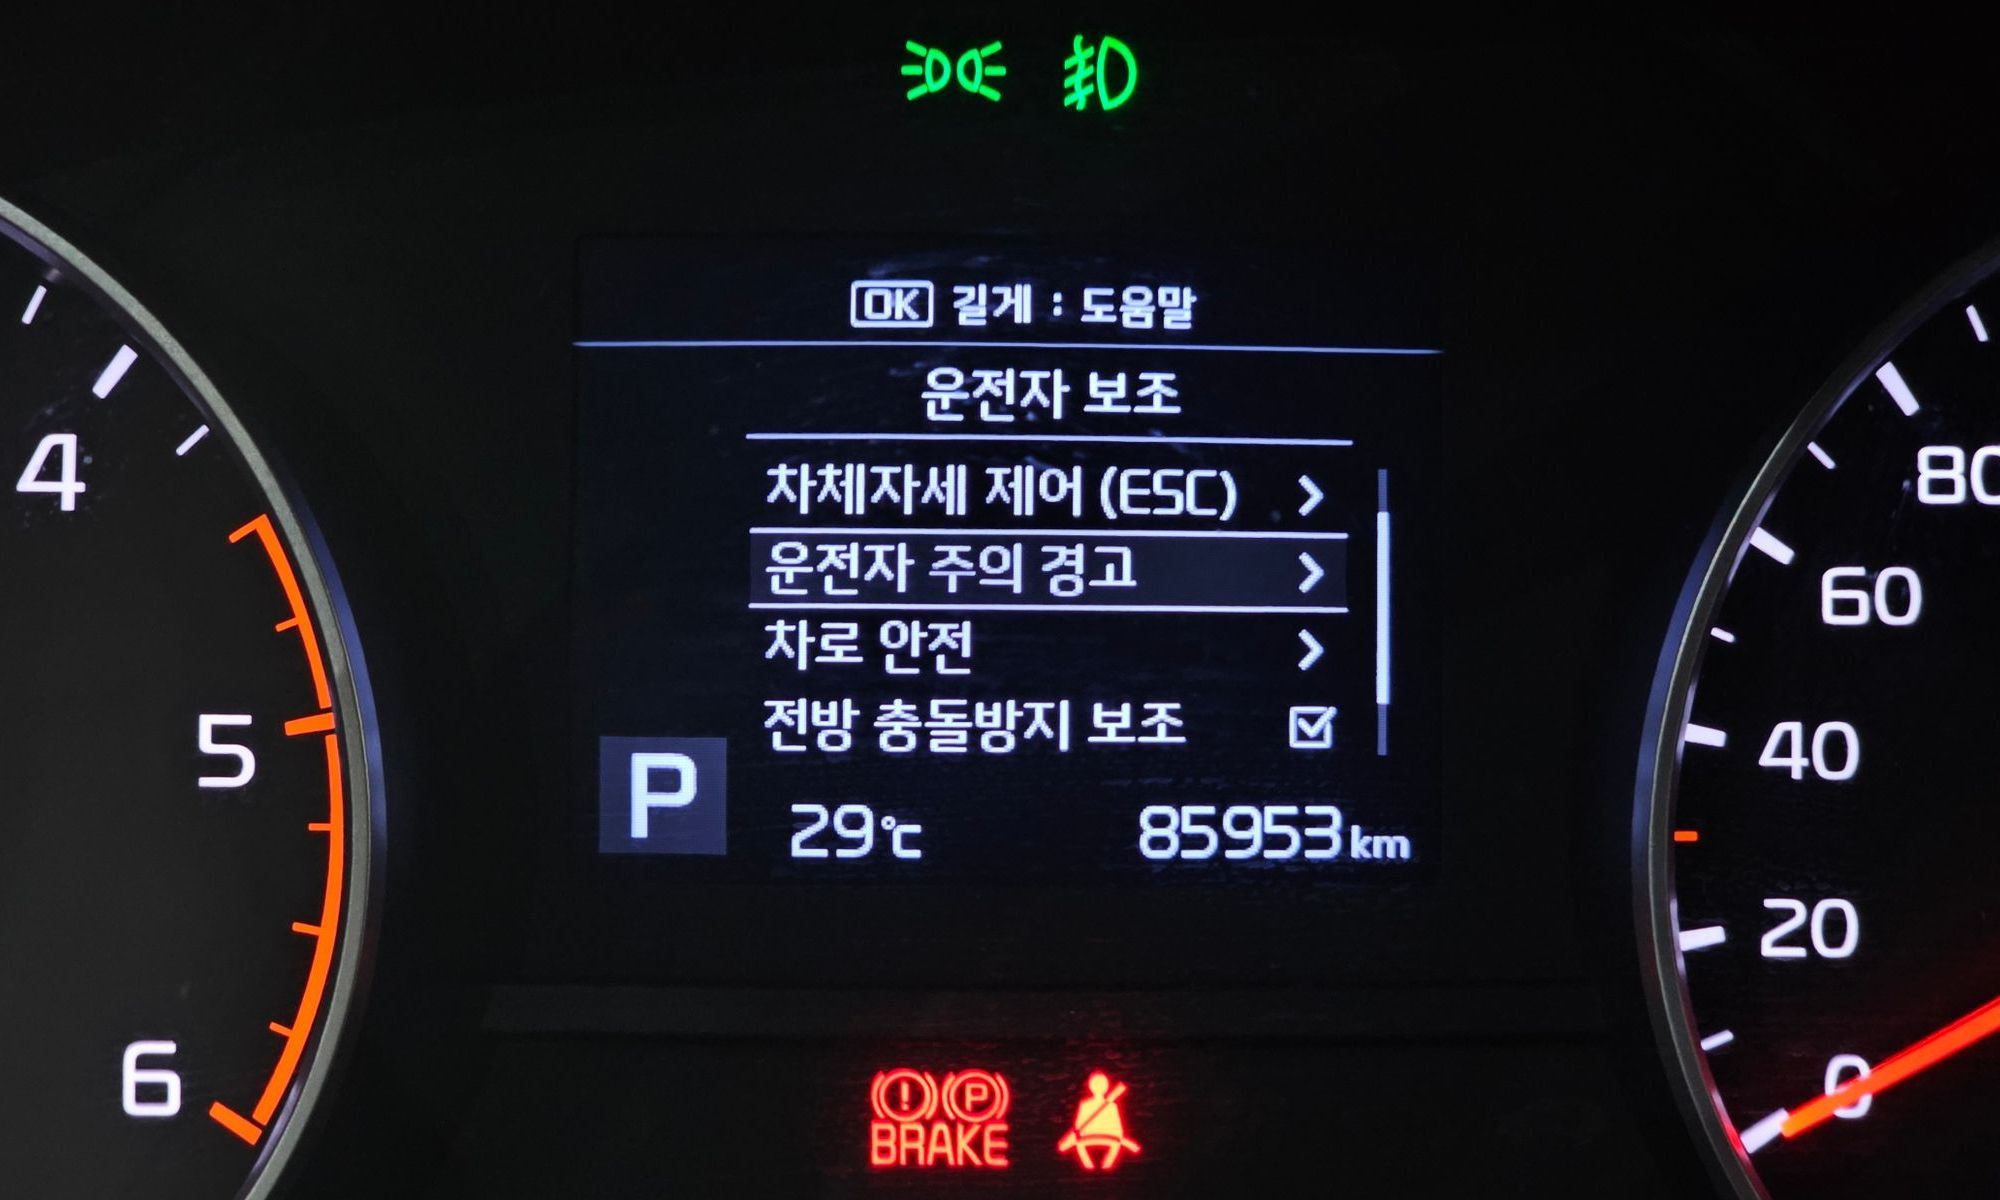 OK 길게 : 도움말
운전자 보조
차체자세 제어 (ESC)
운전자 주의 경고
차로 안전
전방 충돌방지 보조
P
29℃ 85953 km
4
5
6
80
60
40
20
0
P
BRAKE